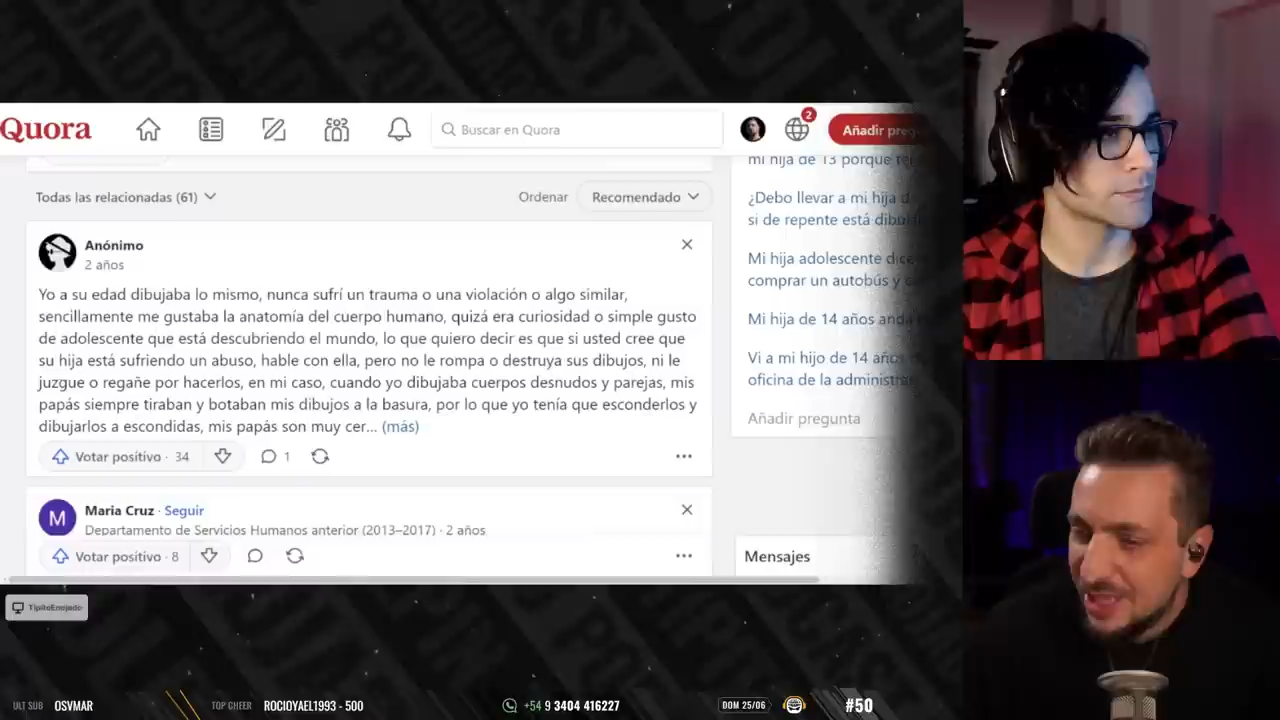 Quora
Buscar en Quora
2
Añadir preg
Todas las relacionadas (61)
Ordenar
Recomendado
Anónimo
2 años
Yo a su edad dibujaba lo mismo, nunca sufrí un trauma o una violación o algo similar,
sencillamente me gustaba la anatomía del cuerpo humano, quizá era curiosidad o simple gusto
de adolescente que está descubriendo el mundo, lo que quiero decir es que si usted cree que
su hija está sufriendo un abuso, hable con ella, pero no le rompa o destruya sus dibujos, ni le
juzgue o regañe por hacerlos, en mi caso, cuando yo dibujaba cuerpos desnudos y parejas, mis
papás siempre tiraban y botaban mis dibujos a la basura, por lo que yo tenía que esconderlos y
dibujarlos a escondidas, mis papás son muy cer... (más)
Votar positivo · 34
1
M
Maria Cruz · Seguir
Departamento de Servicios Humanos anterior (2013–2017) · 2 años
Votar positivo · 8
mi hija de 13 porque
¿Debo llevar a mi hija
si de repente está
Mi hija adolescente
comprar un autobús y
Mi hija de 14 años
Vi a mi hijo de 14 años
oficina de la
Añadir pregunta
Mensajes
TipitoEnojado
ULT SUB OSVMAR
TOP CHEER ROCIOYAEL1993 - 500
+54 9 3404 416227
DOM 25/06
#50